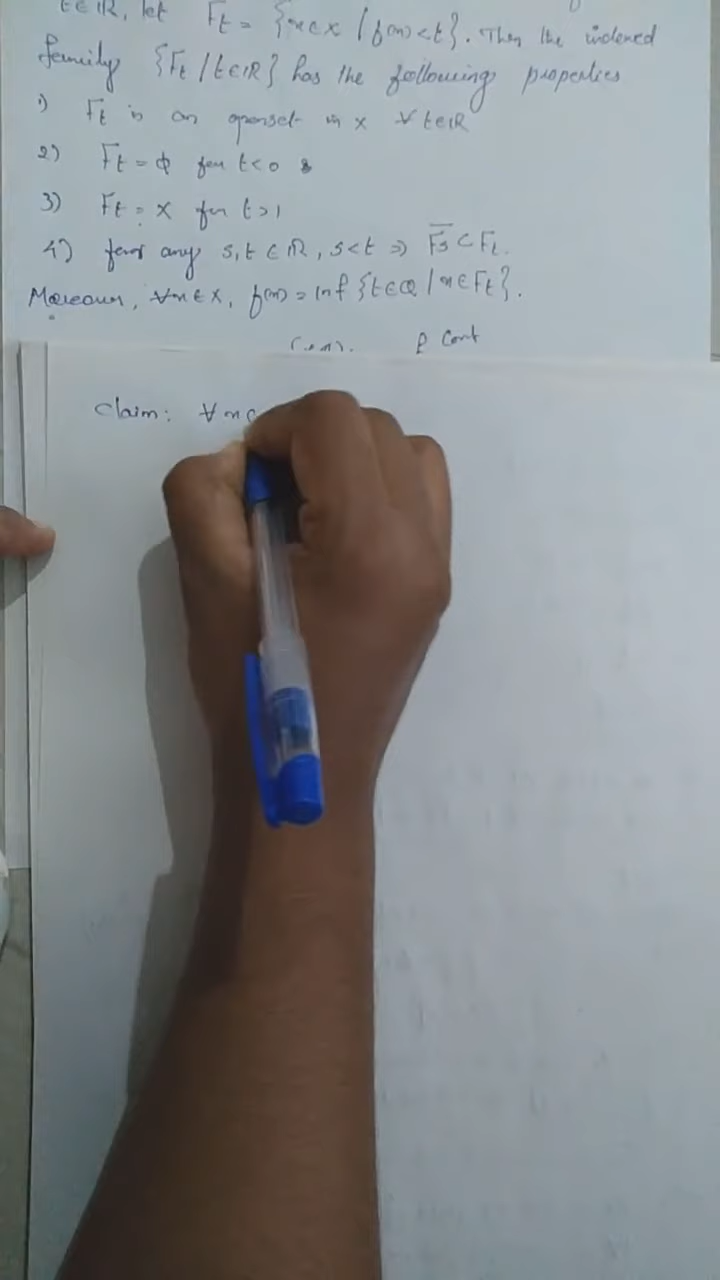 t∈ℝ, let Ft = {x∈X / f(x) < t}. Then the indexed
family {Ft / t∈ℝ} has the following properties
1) Ft is an openset in X ∀ t∈ℝ
2) Ft = ϕ for t<0
3) Ft = X for t>1
4) for any s,t ∈ ℝ, s<t ⇒ F̅s̅ ⊂ Ft.
Moreover, ∀x∈X, f(x) = inf {t∈Q / x∈Ft}.
cont
Claim: ∀ x